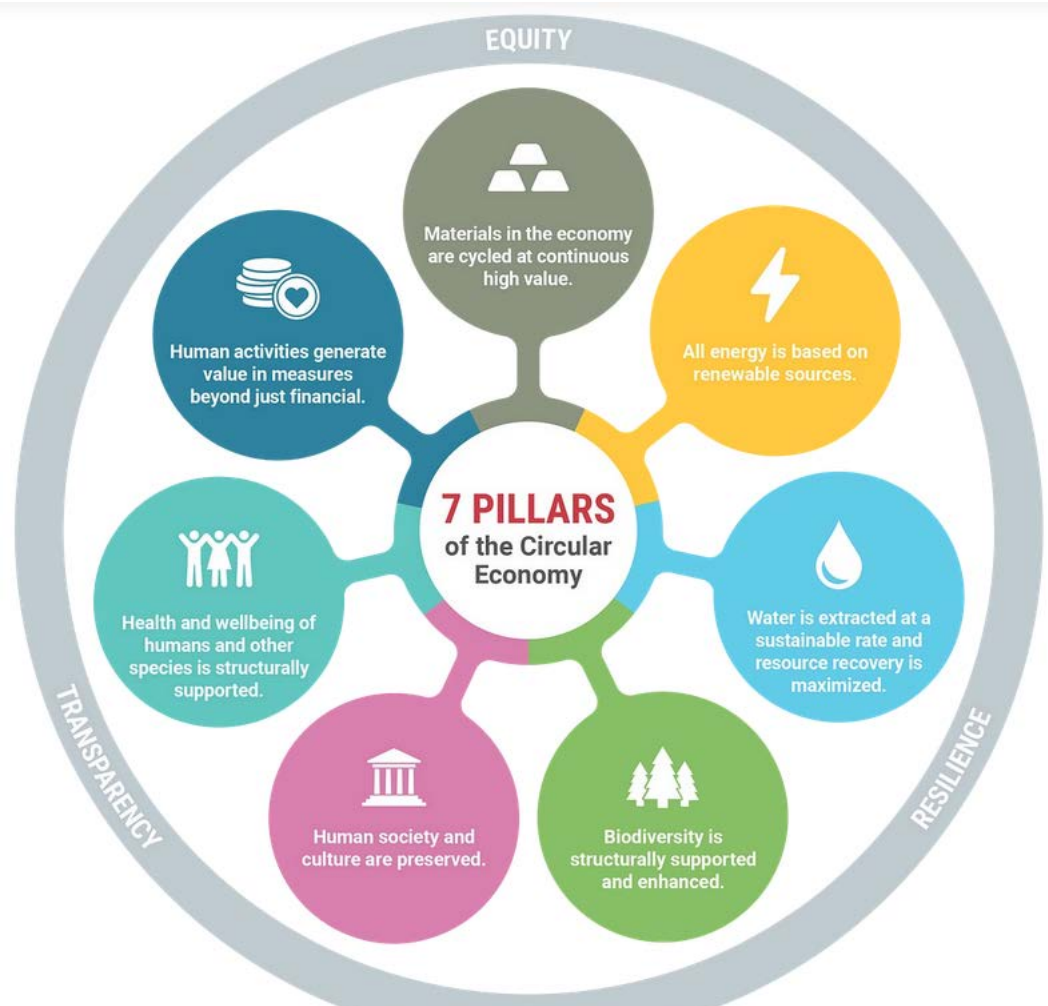 EQUITY
Materials in the economy
are cycled at continuous
high value.
All energy is based on
renewable sources.
Water is extracted at a
sustainable rate and
resource recovery is
maximized.
Biodiversity is
structurally supported
and enhanced.
Human society and
culture are preserved.
Health and wellbeing of
humans and other
species is structurally
supported.
Human activities generate
value in measures
beyond just financial.
7 PILLARS
of the Circular
Economy
RESILIENCE
TRANSPARENCY